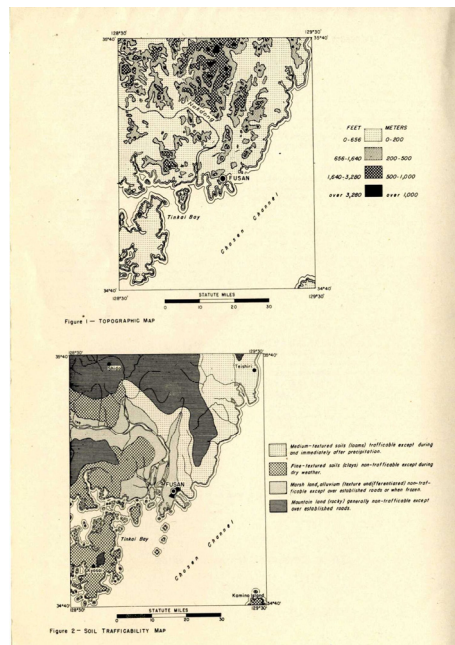 128°30'
129°30'
35°40'
35°40'
FEET
METERS
0-656
0-200
656-1,640
200-500
1,640-3,280
500-1,000
over 3,280
over 1,000
FUSAN
Tinkai Bay
Chosen Channel
34°40'
34°40'
128°30'
129°30'
STATUTE MILES
0 10 20 30
Figure 1 — TOPOGRAPHIC MAP
35°40'
35°40'
Taishiri
Medium-textured soils (loams) trafficable except during
and immediately after precipitation.
Fine-textured soils (clays) non-trafficable except during
dry weather.
Marsh land, alluvium (texture undifferentiated) non-traf-
ficable except over established roads or when frozen.
Mountain land (rocky) generally non-trafficable except
over established roads.
FUSAN
Tinkai Bay
Chosen Channel
34°40'
34°40'
128°30'
129°30'
STATUTE MILES
0 10 20 30
Figure 2 — SOIL TRAFFICABILITY MAP